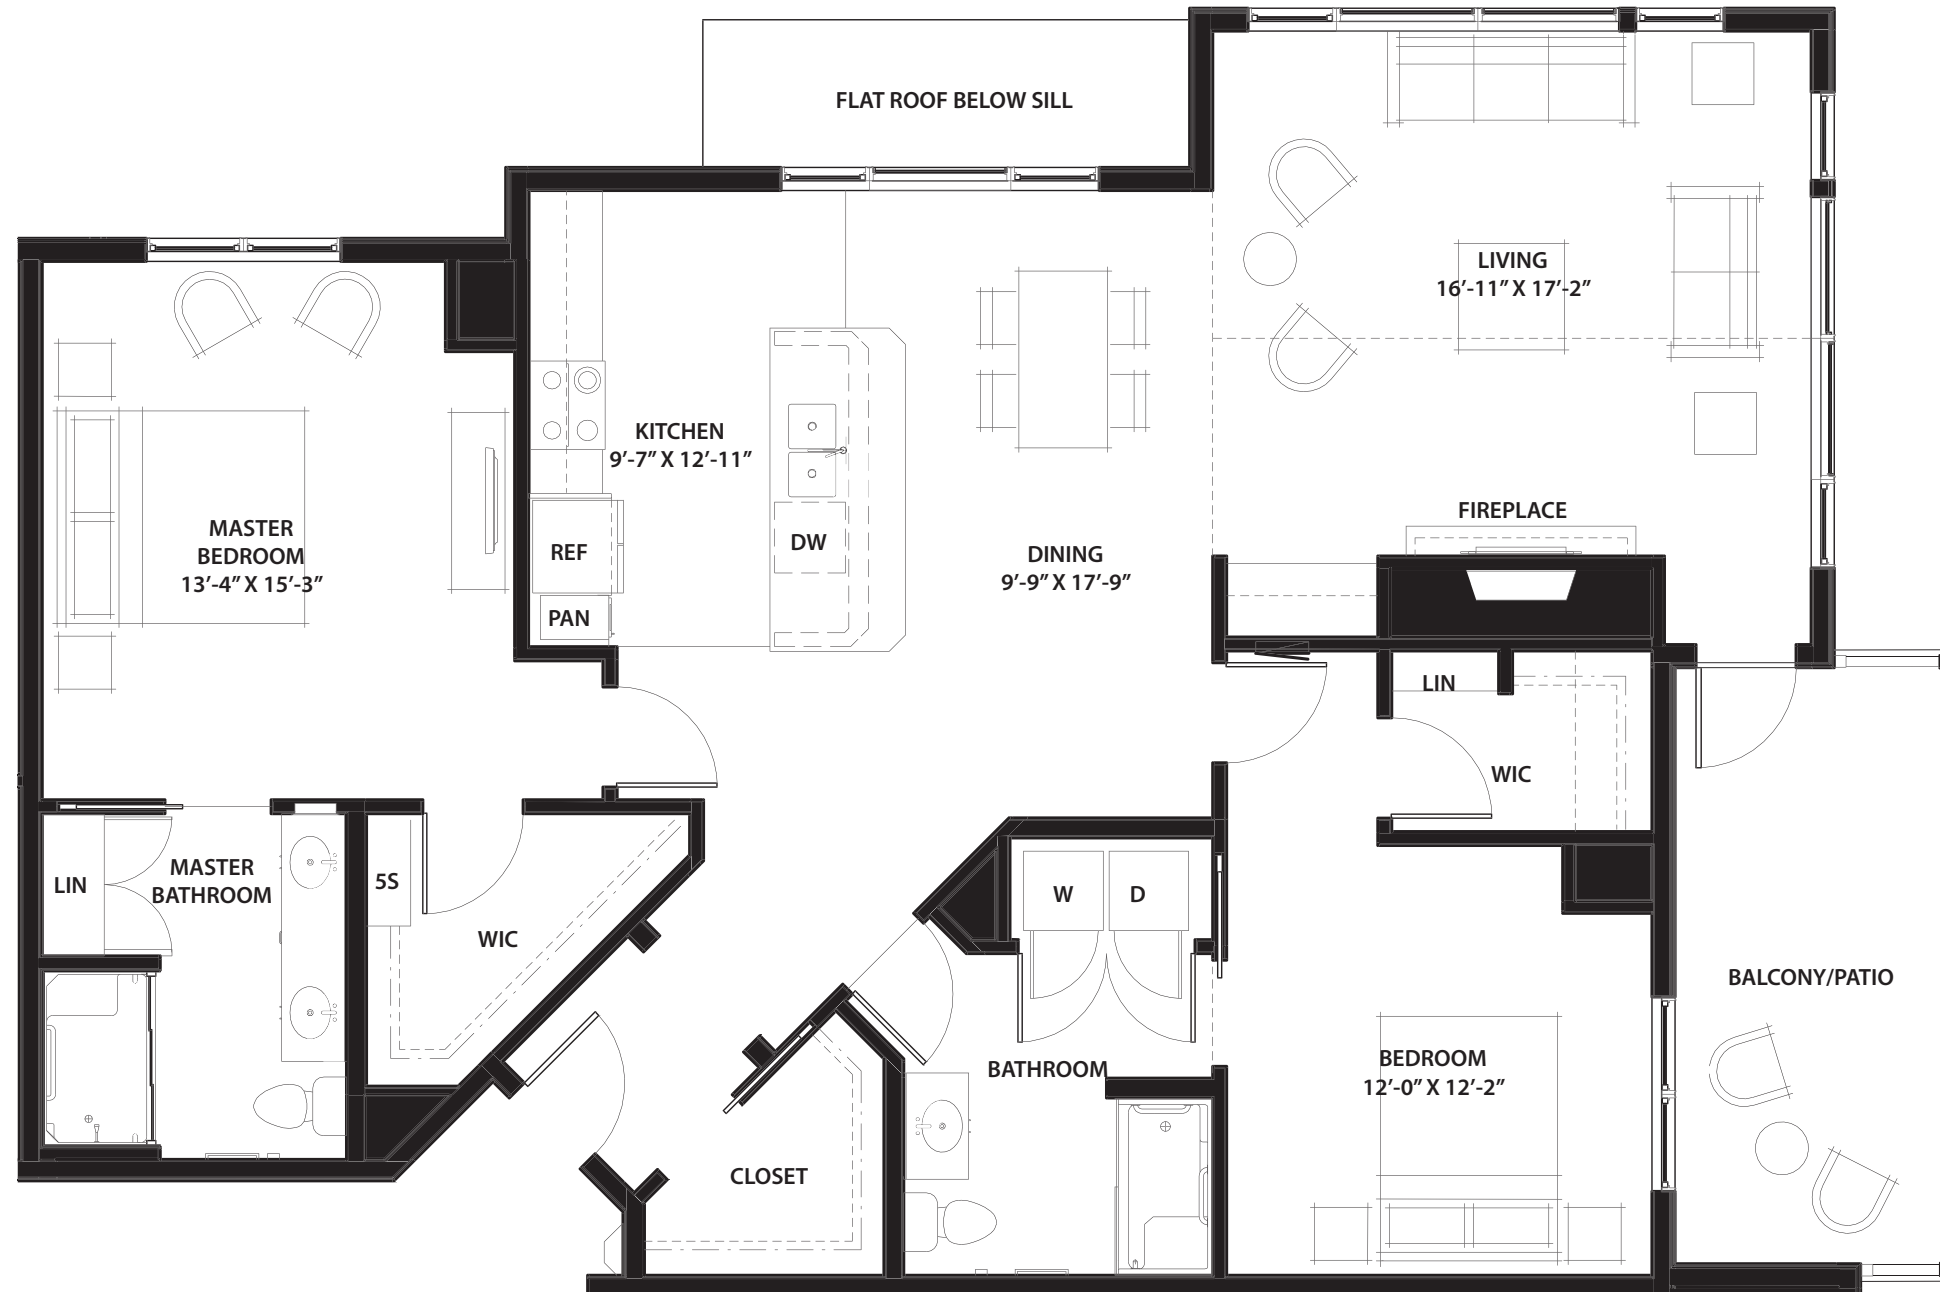 FLAT ROOF BELOW SILL
LIVING
16’-11” X 17’-2”
KITCHEN
9’-7” X 12’-11”
MASTER
BEDROOM
13’-4” X 15’-3”
REF
DW
PAN
DINING
9’-9” X 17’-9”
FIREPLACE
LIN
WIC
MASTER
BATHROOM
LIN
5S
WIC
W
D
BALCONY/PATIO
BATHROOM
BEDROOM
12’-0” X 12’-2”
CLOSET